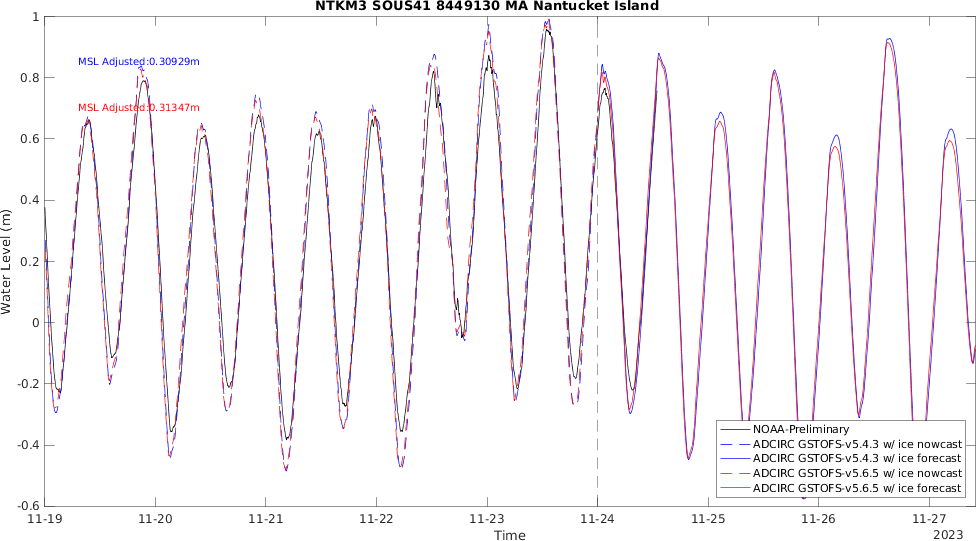 NTKM3 SOUS41 8449130 MA Nantucket Island
1
0.8
0.6
0.4
0.2
0
-0.2
-0.4
-0.6
Water Level (m)
MSL Adjusted:0.30929m
MSL Adjusted:0.31347m
NOAA-Preliminary
ADCIRC GSTOFS-v5.4.3 w/ ice nowcast
ADCIRC GSTOFS-v5.4.3 w/ ice forecast
ADCIRC GSTOFS-v5.6.5 w/ ice nowcast
ADCIRC GSTOFS-v5.6.5 w/ ice forecast
11-19 11-20 11-21 11-22 11-23 11-24 11-25 11-26 11-27
Time
2023